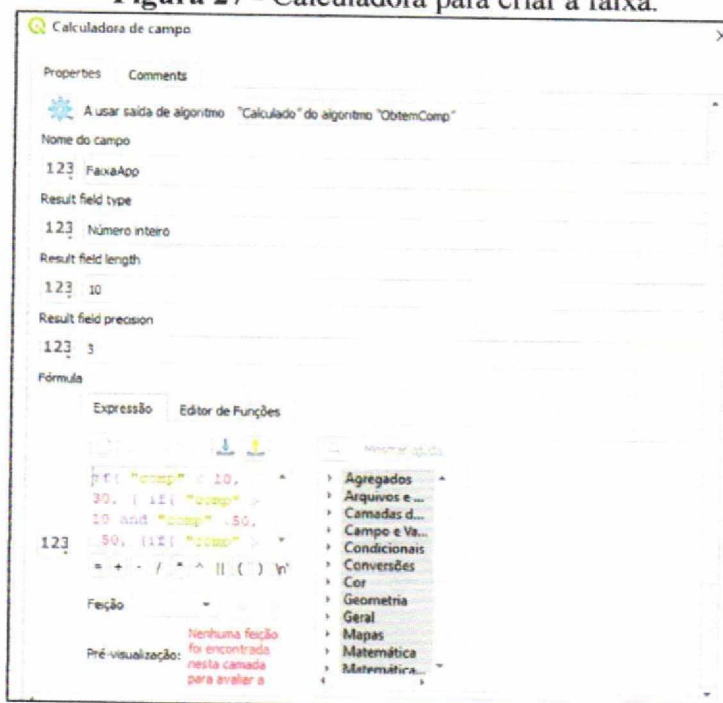 Figura 27 - Calculadora para criar a faixa.
Calculadora de campo
Properties Comments
A usar saída de algoritmo "Calculado" do algoritmo "ObtemComp"
Nome do campo
123 FaixaApp
Result field type
123 Número inteiro
Result field length
123 10
Result field precision
123 3
Fórmula
Expressão Editor de Funções
"comp" < 10,
30, ( if( "comp" >
10 and "comp" 50,
50, (if( "comp" >
123
= + - / * ^ || ( ) \n'
Feição
Pré-visualização: Nenhuma feição
foi encontrada
nesta camada
para avaliar a
Agregados
Arquivos e ...
Camadas d...
Campo e Va...
Condicionais
Conversões
Cor
Geometria
Geral
Mapas
Matemática
Matemática...